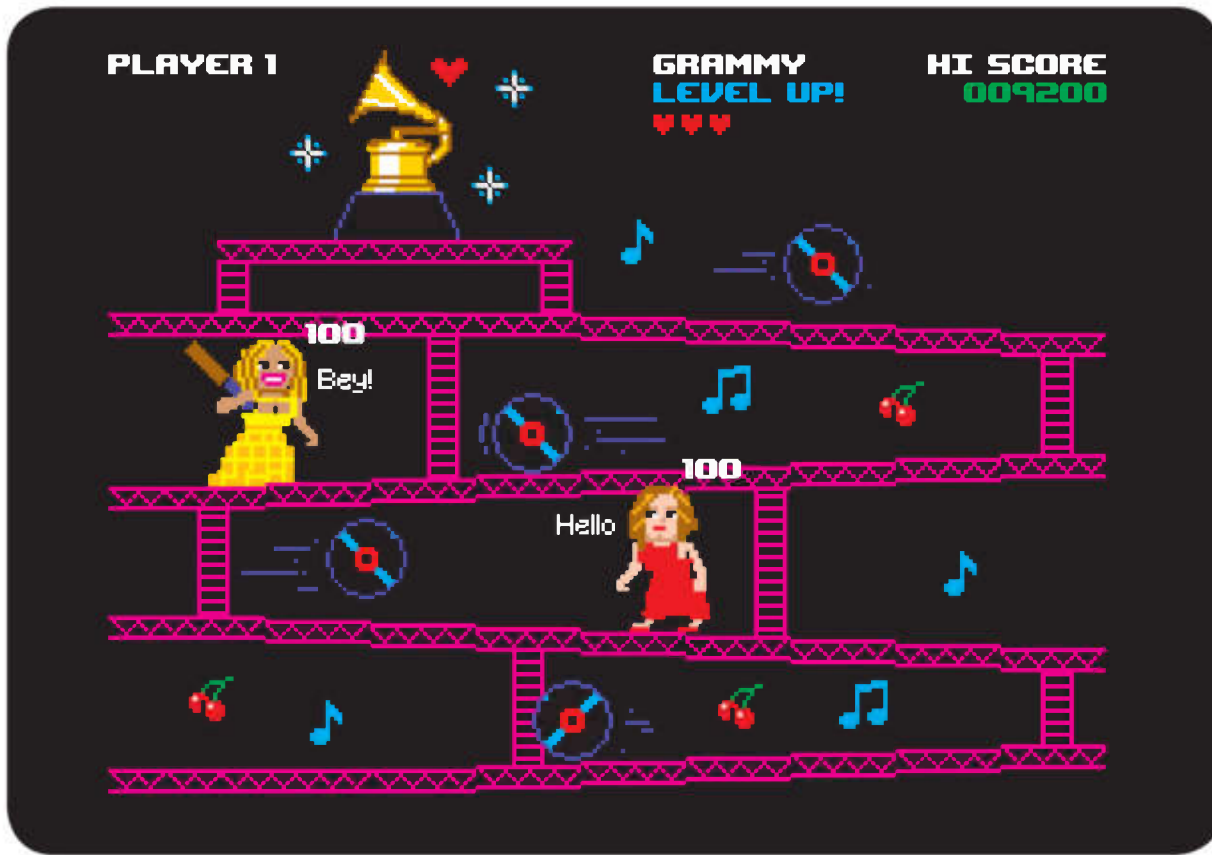 PLAYER 1
GRAMMY
LEVEL UP!
HI SCORE
009200
100
Bey!
100
Hello